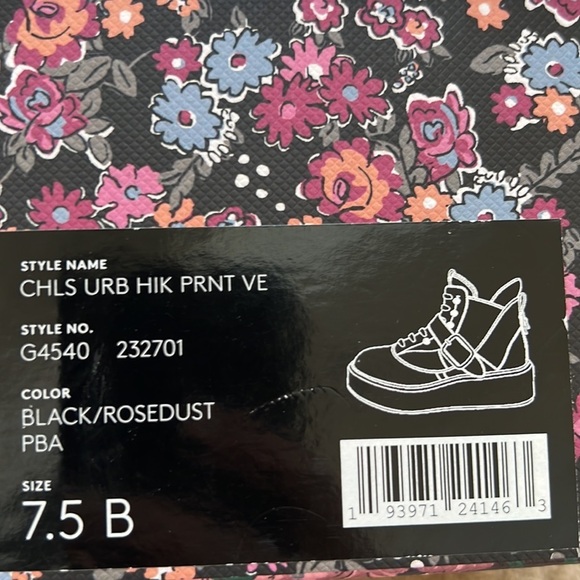 STYLE NAME
CHLS URB HIK PRNT VE
STYLE NO.
G4540 232701
COLOR
BLACK/ROSEDUST
PBA
SIZE
7.5 B
1 93971 24146 3